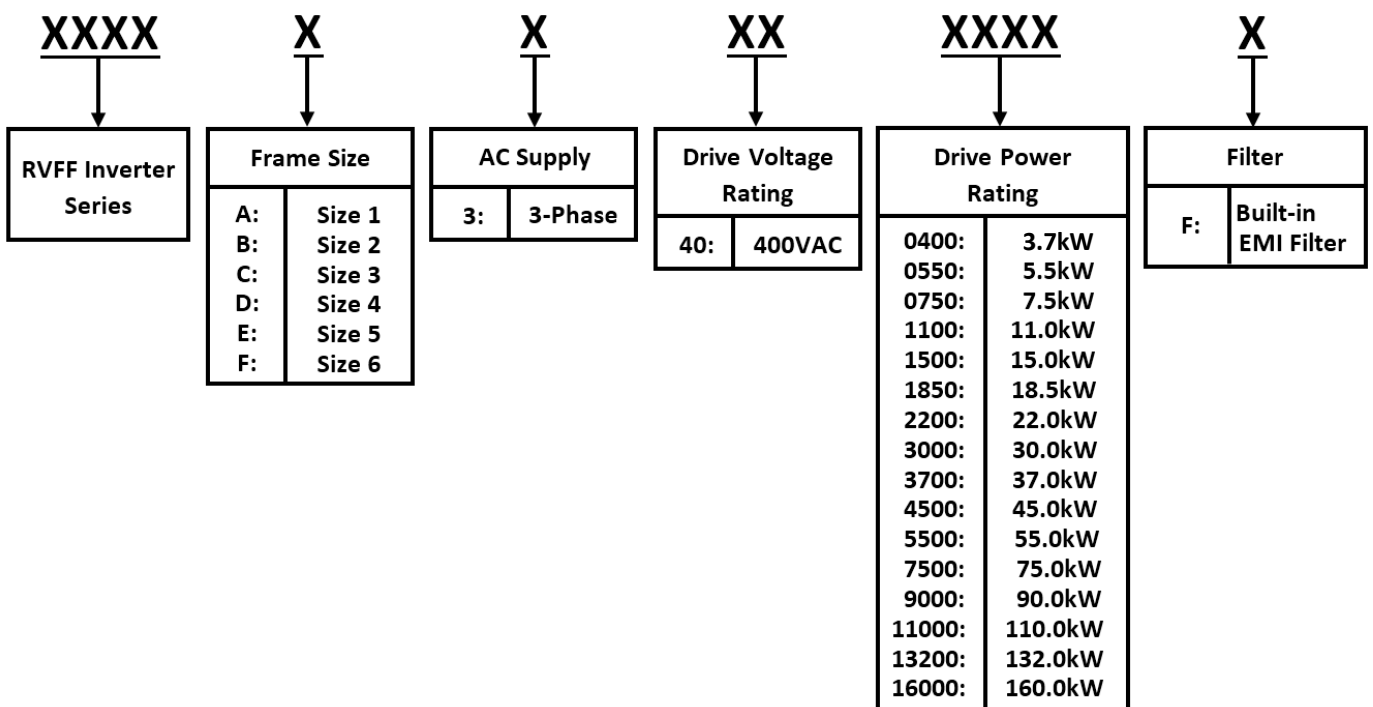 XXXX X X XX XXXX X
RVFF Inverter
Series
Frame Size
A: Size 1
B: Size 2
C: Size 3
D: Size 4
E: Size 5
F: Size 6
AC Supply
3: 3-Phase
Drive Voltage
Rating
40: 400VAC
Drive Power
Rating
0400: 3.7kW
0550: 5.5kW
0750: 7.5kW
1100: 11.0kW
1500: 15.0kW
1850: 18.5kW
2200: 22.0kW
3000: 30.0kW
3700: 37.0kW
4500: 45.0kW
5500: 55.0kW
7500: 75.0kW
9000: 90.0kW
11000: 110.0kW
13200: 132.0kW
16000: 160.0kW
Filter
F: Built-in
EMI Filter